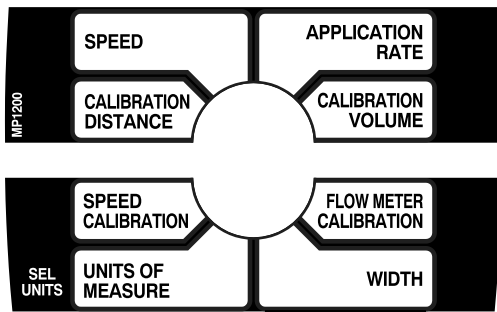 SPEED
APPLICATION
RATE
MP1200
CALIBRATION
DISTANCE
CALIBRATION
VOLUME
SPEED
CALIBRATION
FLOW METER
CALIBRATION
SEL
UNITS
UNITS OF
MEASURE
WIDTH